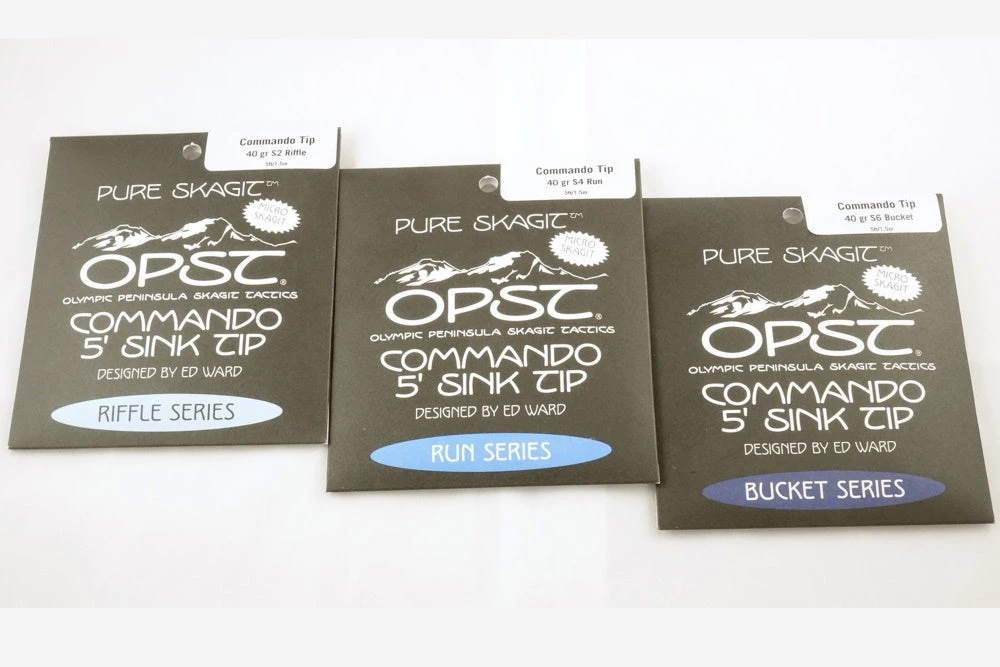 Commando Tip
40 gr S2 Riffle
5ft/1.5m
PURE SKAGIT™
MICRO
SKAGIT
OPST®
OLYMPIC PENINSULA SKAGIT TACTICS
COMMANDO
5' SINK TIP
DESIGNED BY ED WARD
RIFFLE SERIES
Commando Tip
40 gr S4 Run
5ft/1.5m
PURE SKAGIT™
MICRO
SKAGIT
OPST®
OLYMPIC PENINSULA SKAGIT TACTICS
COMMANDO
5' SINK TIP
DESIGNED BY ED WARD
RUN SERIES
Commando Tip
40 gr S6 Bucket
5ft/1.5m
PURE SKAGIT™
MICRO
SKAGIT
OPST®
OLYMPIC PENINSULA SKAGIT TACTICS
COMMANDO
5' SINK TIP
DESIGNED BY ED WARD
BUCKET SERIES